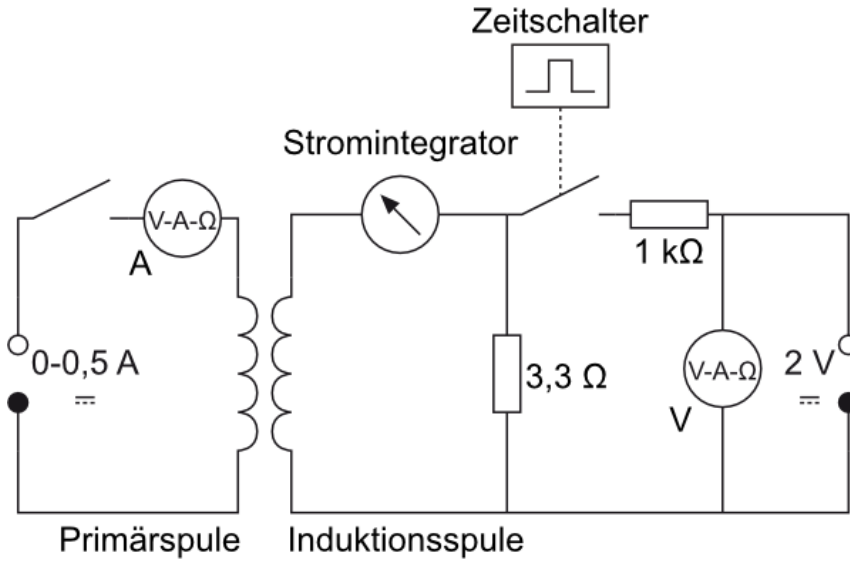 Zeitschalter
Stromintegrator
V-A-Ω
A
1 kΩ
0-0,5 A
3,3 Ω
V-A-Ω
2 V
V
Primärspule
Induktionsspule